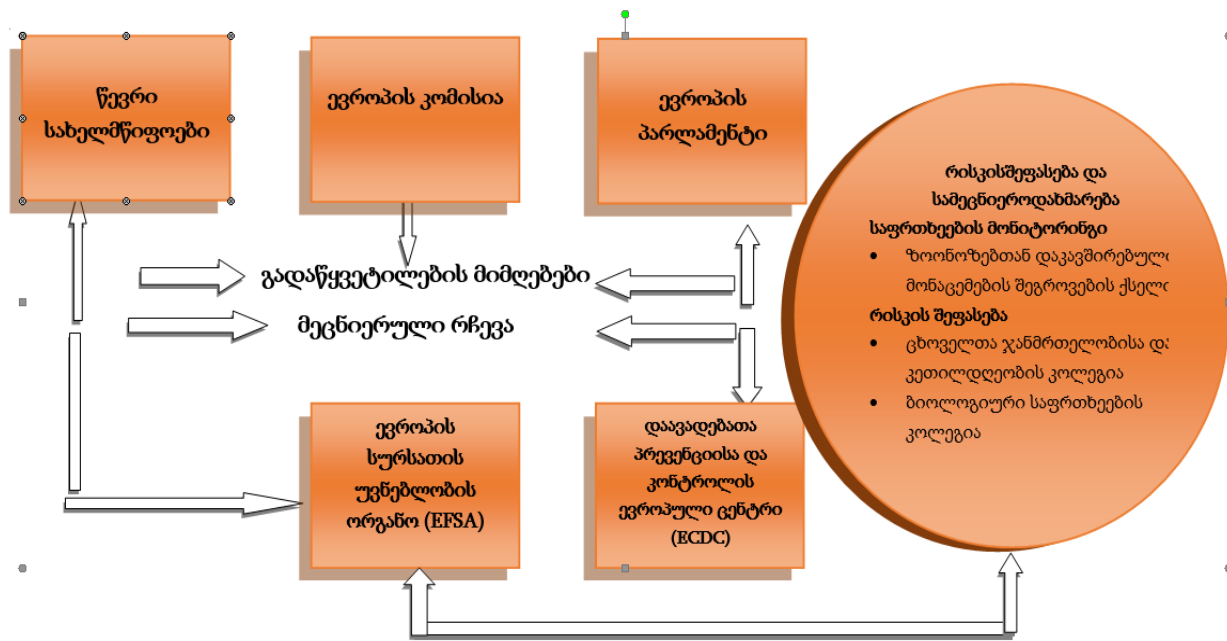 წევრი
სახელმწიფოები
ევროპის კომისია
ევროპის
პარლამენტი
გადაწყვეტილების მიმღებები
მეცნიერული რჩევა
ევროპის
სურსათის
უვნებლობის
ორგანო (EFSA)
დაავადებათა
პრევენციისა და
კონტროლის
ევროპული ცენტრი
(ECDC)
რისკისშეფასება და
სამეცნიეროდახმარება
საფრთხეების მონიტორინგი
• ზოონოზებთან დაკავშირებულ
მონაცემების შეგროვების ქსელ
რისკის შეფასება
• ცხოველთა ჯანმრთელობისა და
კეთილდღეობის კოლეგია
• ბიოლოგიური საფრთხეების
კოლეგია